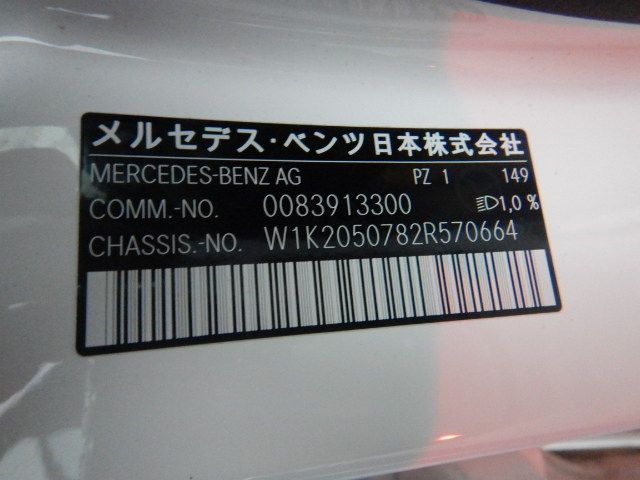 メルセデス・ベンツ日本株式会社
MERCEDES-BENZ AG PZ 1 149
COMM.-NO. 0083913300 1,0 %
CHASSIS.-NO. W1K2050782R570664